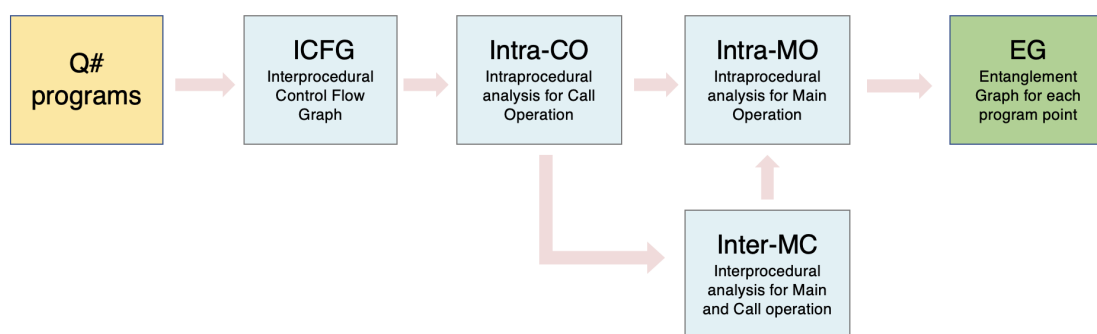 Q#
programs
ICFG
Interprocedural
Control Flow
Graph
Intra-CO
Intraprocedural
analysis for Call
Operation
Intra-MO
Intraprocedural
analysis for Main
Operation
EG
Entanglement
Graph for each
program point
Inter-MC
Interprocedural
analysis for Main
and Call operation